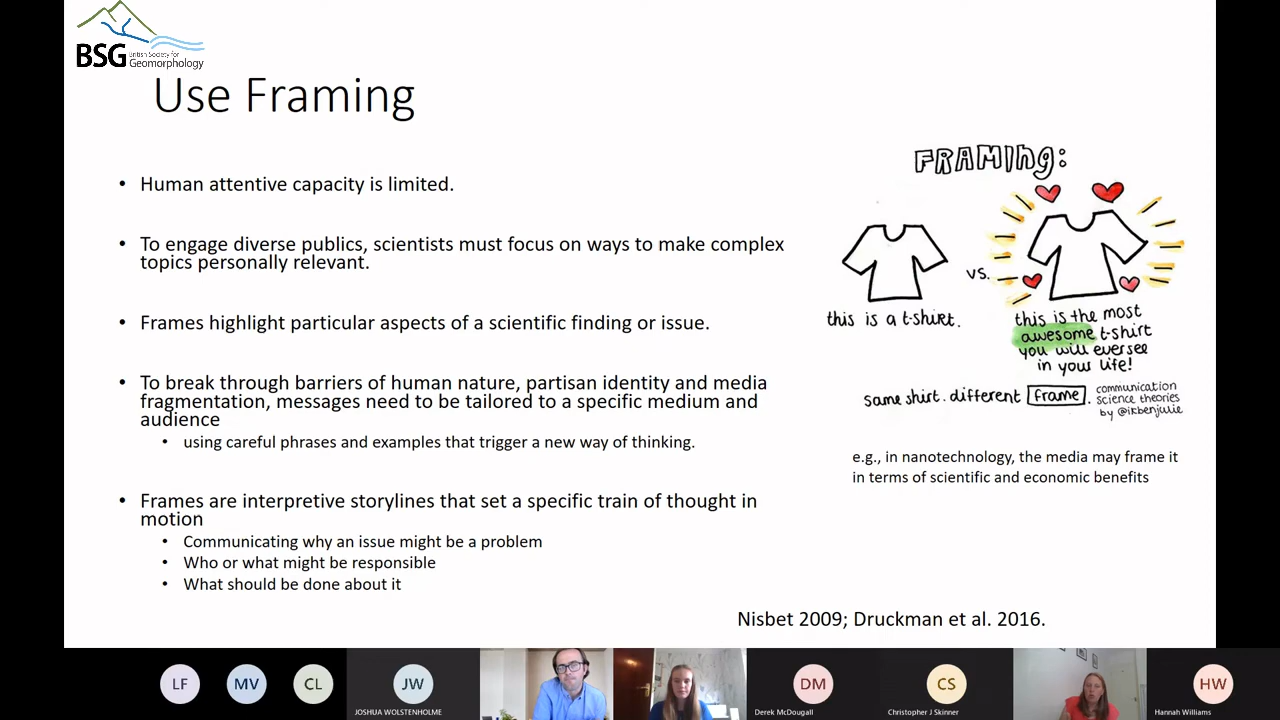 BSG British Society for
Geomorphology
Use Framing
• Human attentive capacity is limited.
• To engage diverse publics, scientists must focus on ways to make complex
topics personally relevant.
• Frames highlight particular aspects of a scientific finding or issue.
• To break through barriers of human nature, partisan identity and media
fragmentation, messages need to be tailored to a specific medium and
audience
• using careful phrases and examples that trigger a new way of thinking.
• Frames are interpretive storylines that set a specific train of thought in
motion
• Communicating why an issue might be a problem
• Who or what might be responsible
• What should be done about it
FRAMING:
vs.
this is a t-shirt.
this is the most
awesome t-shirt
you will ever see
in your life!
same shirt. different frame.
communication
science theories
by @ikbenjulie
e.g., in nanotechnology, the media may frame it
in terms of scientific and economic benefits
Nisbet 2009; Druckman et al. 2016.
LF
MV
CL
JW
JOSHUA WOLSTENHOLME
DM
Derek McDougall
CS
Christopher J Skinner
HW
Hannah Williams